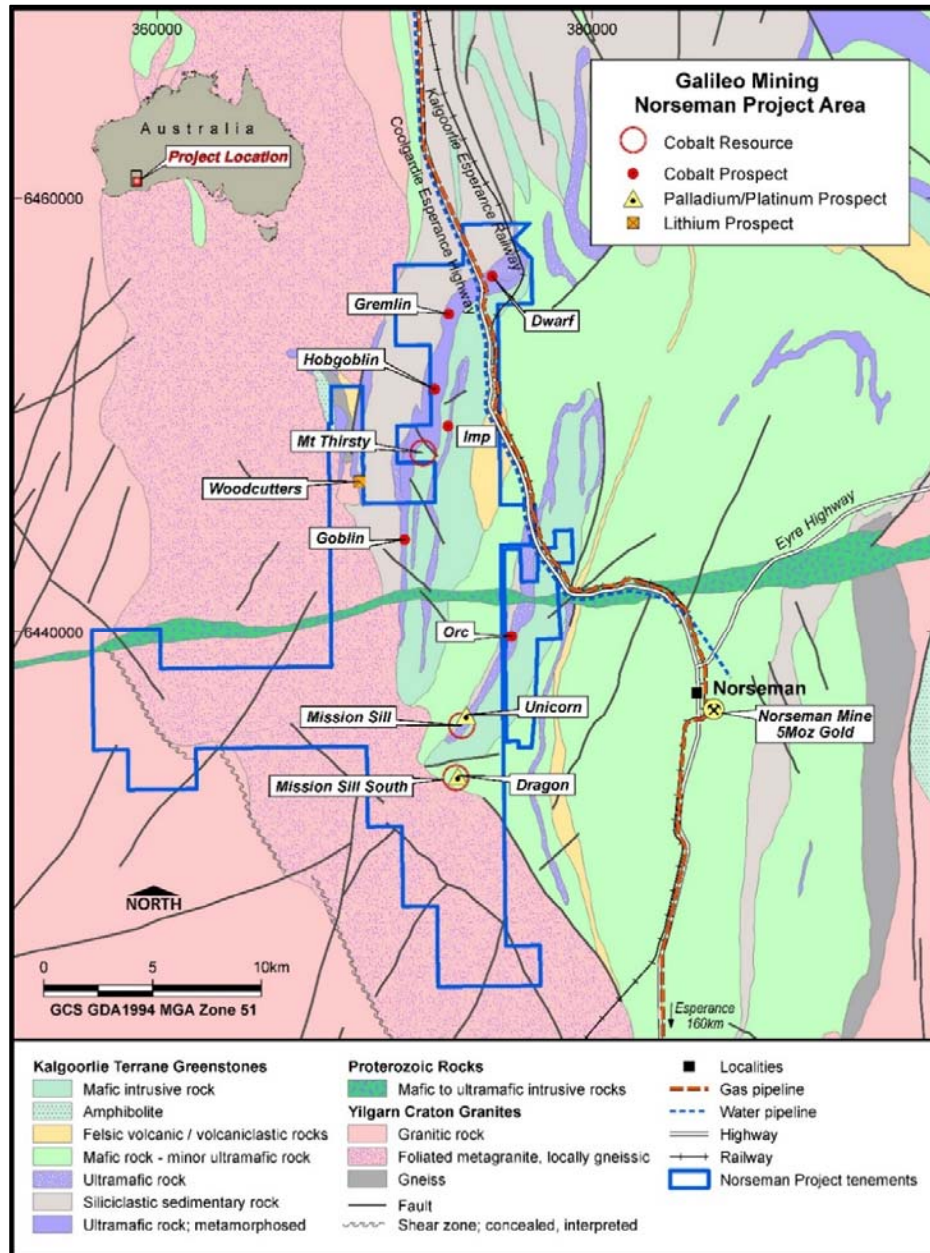 360000
380000
6460000
6440000
Galileo Mining
Norseman Project Area
Cobalt Resource
Cobalt Prospect
Palladium/Platinum Prospect
Lithium Prospect
Australia
Project Location
Kalgoorlie Esperance Railway
Coolgardie Esperance Highway
Gremlin
Dwarf
Hobgoblin
Mt Thirsty
Imp
Woodcutters
Goblin
Eyre Highway
Orc
Norseman
Unicorn
Mission Sill
Norseman Mine
5Moz Gold
Mission Sill South
Dragon
NORTH
0 5 10km
GCS GDA1994 MGA Zone 51
Esperance
160km
Kalgoorlie Terrane Greenstones
Mafic intrusive rock
Amphibolite
Felsic volcanic / volcaniclastic rocks
Mafic rock - minor ultramafic rock
Ultramafic rock
Siliciclastic sedimentary rock
Ultramafic rock; metamorphosed
Proterozoic Rocks
Mafic to ultramafic intrusive rocks
Yilgarn Craton Granites
Granitic rock
Foliated metagranite, locally gneissic
Gneiss
Fault
Shear zone; concealed, interpreted
Localities
Gas pipeline
Water pipeline
Highway
Railway
Norseman Project tenements